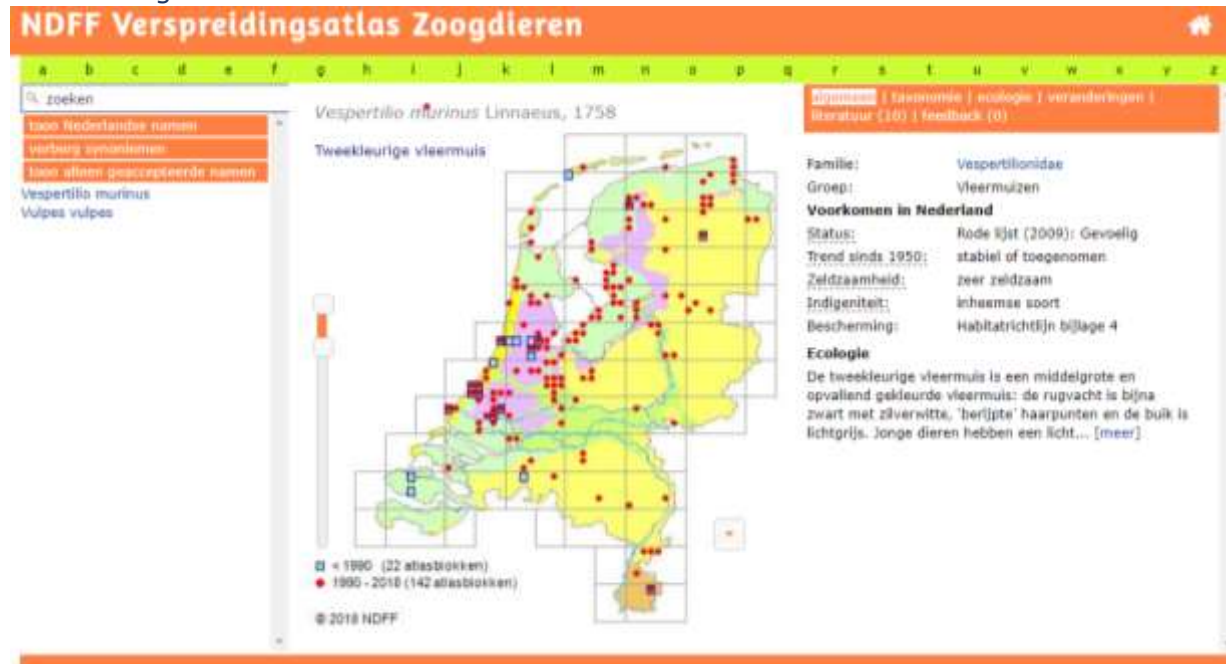 NDFF Verspreidingsatlas Zoogdieren
a b c d e f g h i j k l m n o p q r s t u v w x y z
zoeken
toon Nederlandse namen
verberg synoniemen
toon alleen geaccepteerde namen
Vespertilio murinus
Vulpes vulpes
Vespertilio murinus Linnaeus, 1758
Tweekleurige vleermuis
< 1990 (22 atlasblokken)
1990 - 2018 (142 atlasblokken)
© 2018 NDFF
algemeen | taxonomie | ecologie | veranderingen |
literatuur (10) | feedback (0)
Familie: Vespertilionidae
Groep: Vleermuizen
Voorkomen in Nederland
Status: Rode lijst (2009): Gevoelig
Trend sinds 1950: stabiel of toegenomen
Zeldzaamheid: zeer zeldzaam
Indigeniteit: inheemse soort
Bescherming: Habitatrichtlijn bijlage 4
Ecologie
De tweekleurige vleermuis is een middelgrote en
opvallend gekleurde vleermuis: de rugvacht is bijna
zwart met zilverwitte, 'berijpte' haarpunten en de buik is
lichtgrijs. Jonge dieren hebben een licht... [meer]